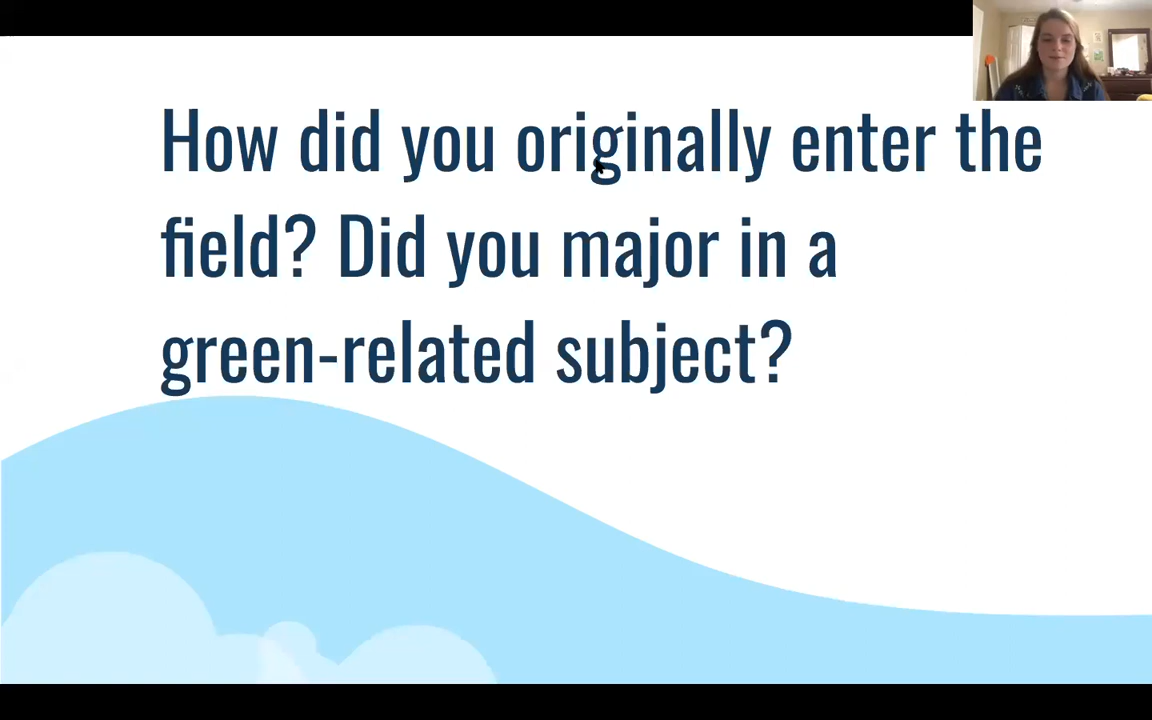 How did you originally enter the
field? Did you major in a
green-related subject?